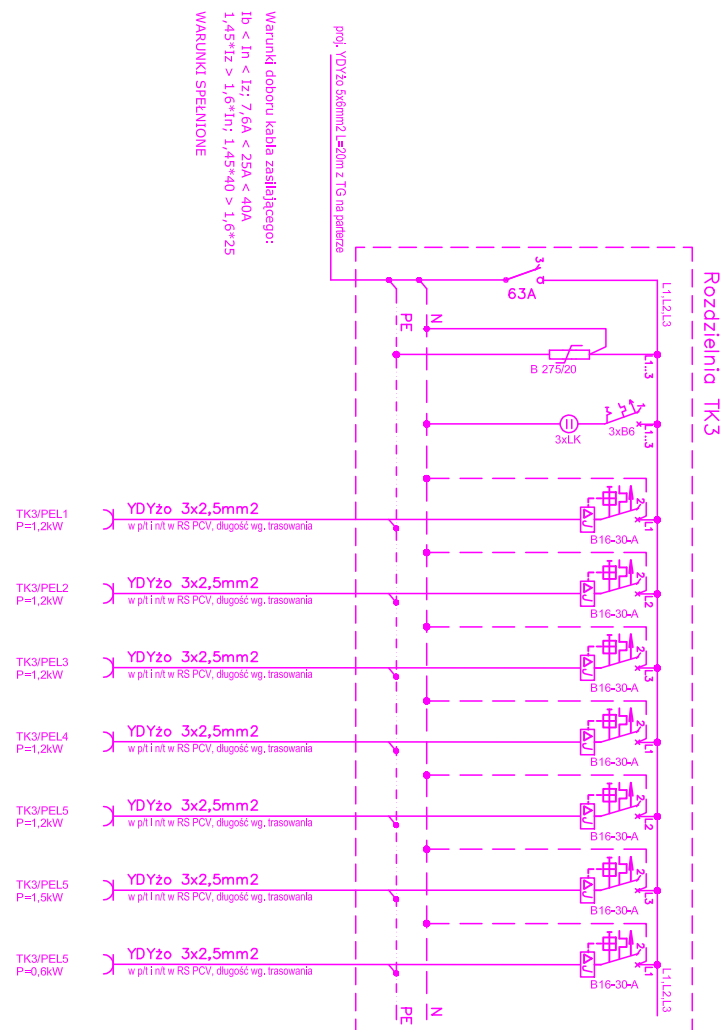 Rozdzielnia TK3
proj. YDYżo 5x6mm2 L=20m z TG na parterze
Warunki doboru kabla zasilającego:
Ib < In < Iz; 7,6A < 25A < 40A
1,45*Iz > 1,6*In; 1,45*40 > 1,6*25
WARUNKI SPEŁNIONE
3
63A
L1,L2,L3
N
PE
L1..3
B 275/20
L1..3
3xB6
3xLK
TK3/PEL1
P=1,2kW
YDYżo 3x2,5mm2
w p/t i n/t w RS PCV, długość wg. trasowania
2
L1
B16-30-A
TK3/PEL2
P=1,2kW
YDYżo 3x2,5mm2
w p/t i n/t w RS PCV, długość wg. trasowania
2
L2
B16-30-A
TK3/PEL3
P=1,2kW
YDYżo 3x2,5mm2
w p/t i n/t w RS PCV, długość wg. trasowania
2
L3
B16-30-A
TK3/PEL4
P=1,2kW
YDYżo 3x2,5mm2
w p/t i n/t w RS PCV, długość wg. trasowania
2
L1
B16-30-A
TK3/PEL5
P=1,2kW
YDYżo 3x2,5mm2
w p/t i n/t w RS PCV, długość wg. trasowania
2
L2
B16-30-A
TK3/PEL5
P=1,5kW
YDYżo 3x2,5mm2
w p/t i n/t w RS PCV, długość wg. trasowania
2
L3
B16-30-A
TK3/PEL5
P=0,6kW
YDYżo 3x2,5mm2
w p/t i n/t w RS PCV, długość wg. trasowania
2
L1
B16-30-A
L1,L2,L3
N
PE